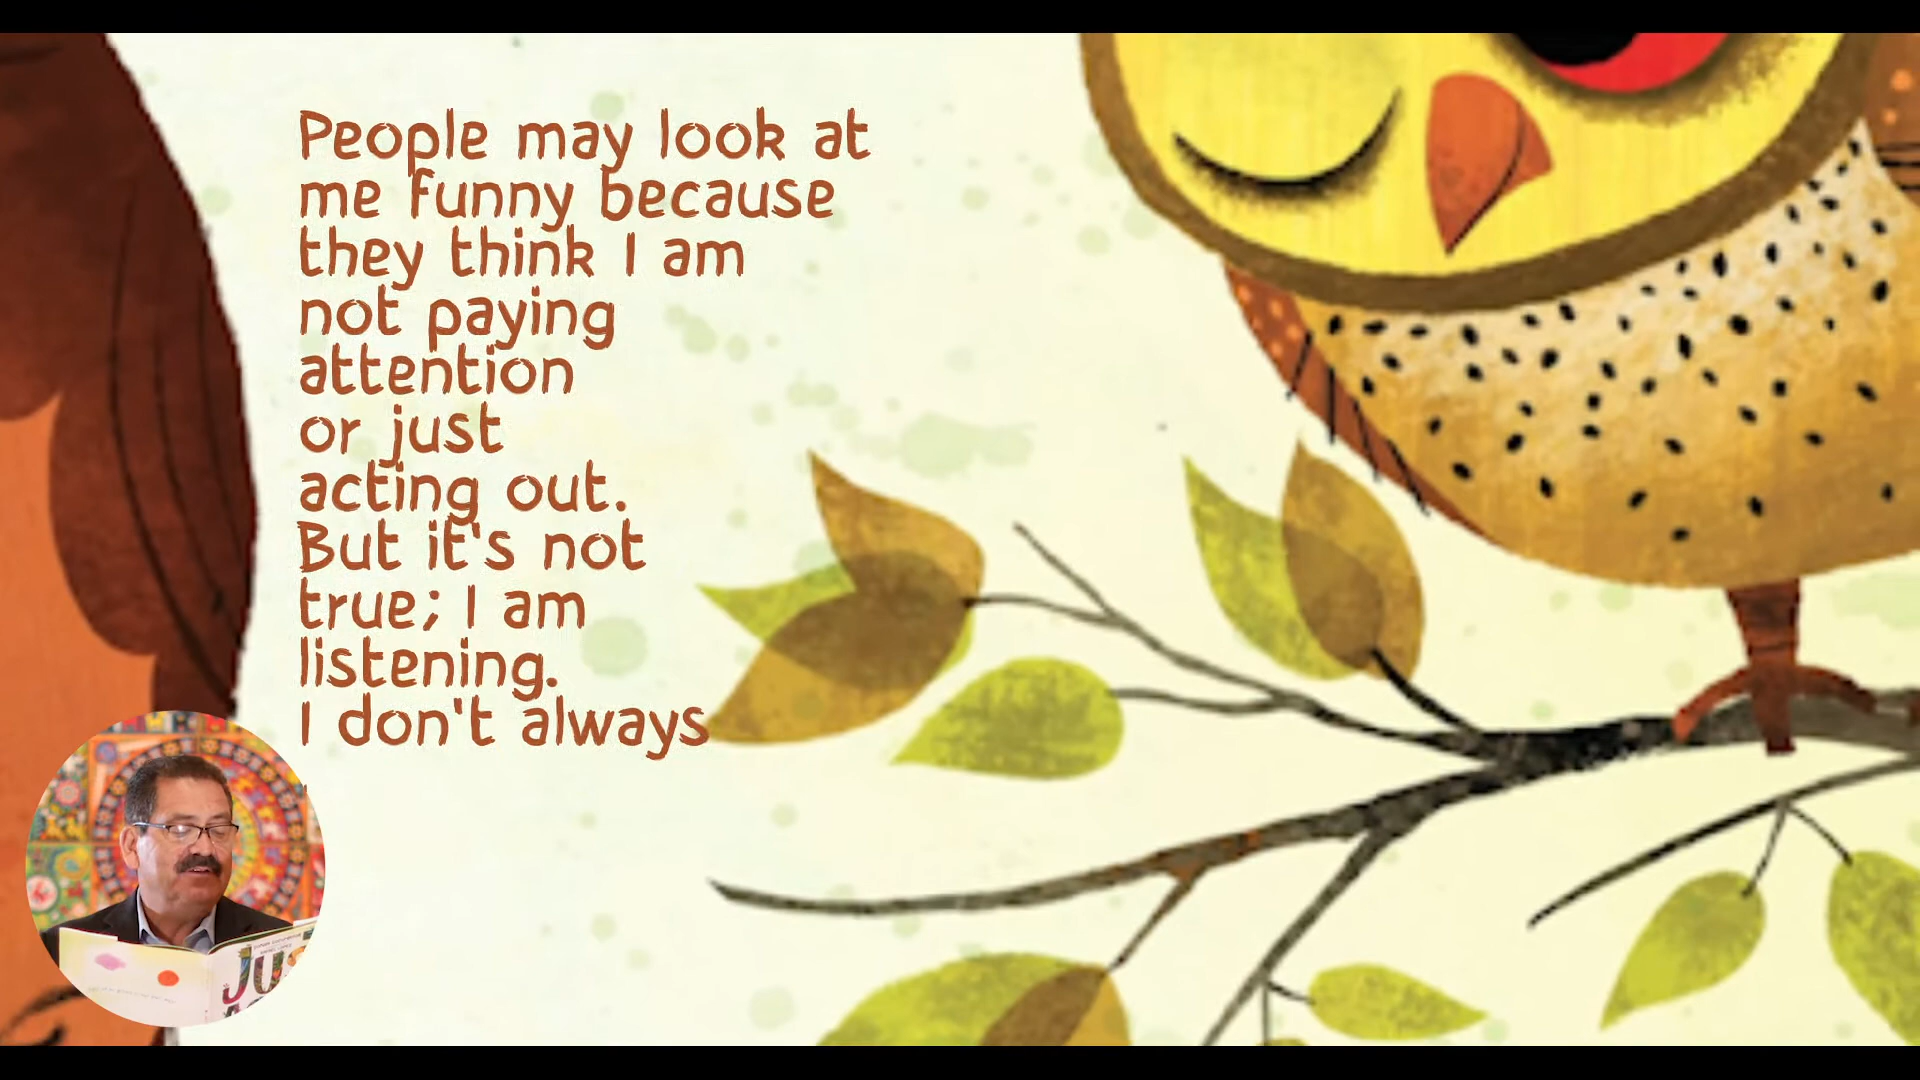 People may look at
me funny because
they think I am
not paying
attention
or just
acting out.
But it's not
true; I am
listening.
I don't always
JUS